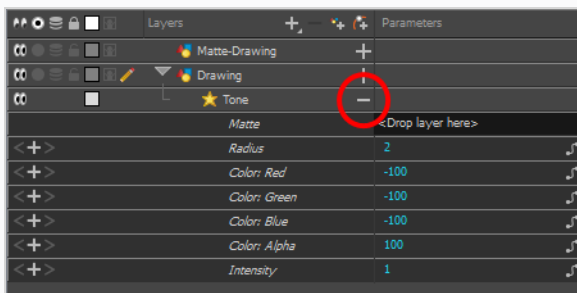 Layers Parameters
Matte-Drawing
Drawing
Tone
Matte <Drop layer here>
Radius 2
Color: Red -100
Color: Green -100
Color: Blue -100
Color: Alpha 100
Intensity 1